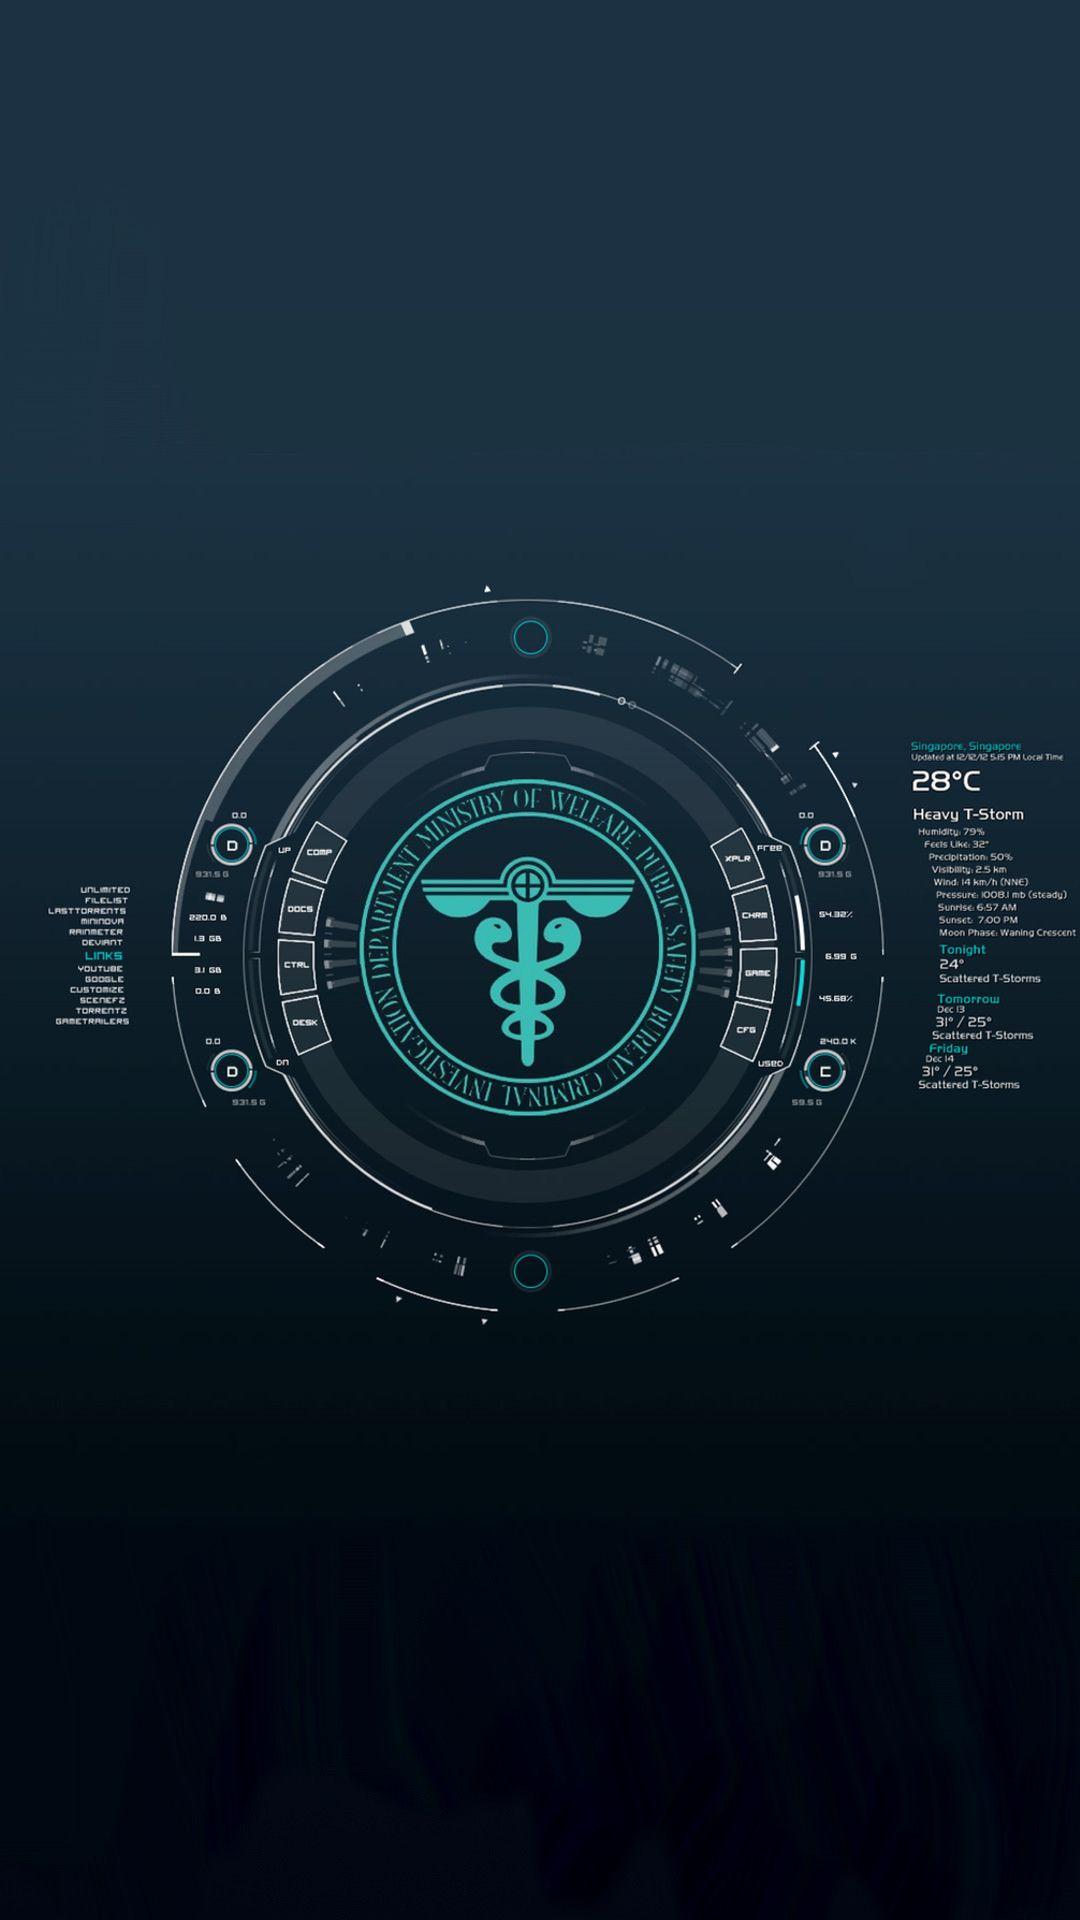 UNLIMITED
FILELIST
LASTTORRENTS
MININOVA
RAINMETER
DEVIANT
LINKS
YOUTUBE
GOOGLE
CUSTOMIZE
SCENEFZ
TORRENTZ
GAMETRAILERS
0.0
D
931.5 G
220.0 B
1.3 GB
3.1 GB
0.0 B
0.0
D
931.5 G
UP
COMP
DOCS
CTRL
DESK
DN
MINISTRY OF WELFARE PUBLIC SAFETY BUREAU CRIMINAL INVESTIGATION DEPARTMENT
XPLR
Free
CHRM
GAME
CFG
USED
0.0
D
931.5 G
54.32%
6.99 G
45.68%
240.0 K
C
59.5 G
Singapore, Singapore
Updated at 12/12/12 5:15 PM Local Time
28°C
Heavy T-Storm
Humidity: 79%
Feels Like: 32°
Precipitation: 50%
Visibility: 2.5 km
Wind: 14 km/h (NNE)
Pressure: 1008.1 mb (steady)
Sunrise: 6:57 AM
Sunset: 7:00 PM
Moon Phase: Waning Crescent
Tonight
24°
Scattered T-Storms
Tomorrow
Dec 13
31° / 25°
Scattered T-Storms
Friday
Dec 14
31° / 25°
Scattered T-Storms